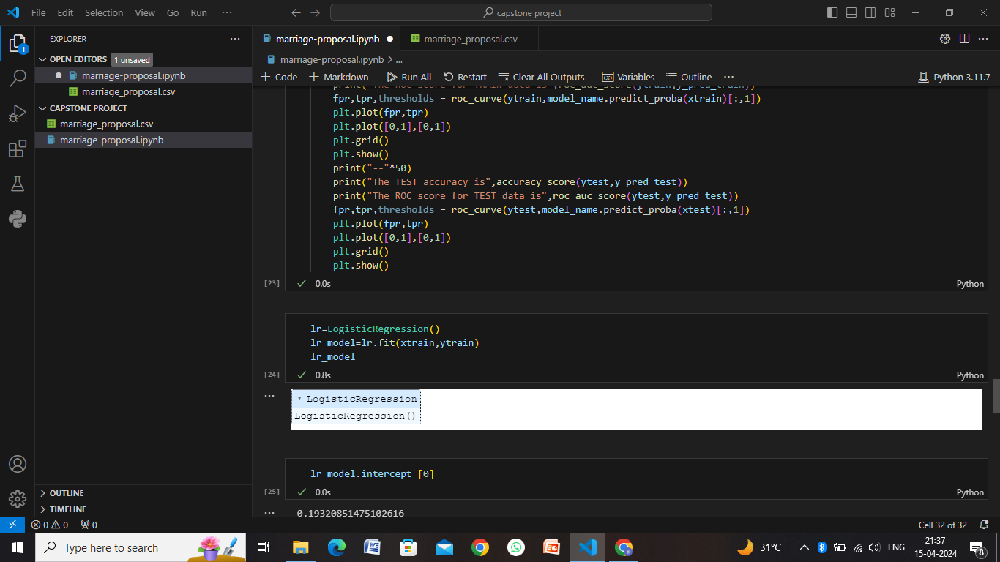 File Edit Selection View Go Run ··· capstone project
EXPLORER ···
OPEN EDITORS 1 unsaved
marriage-proposal.ipynb
marriage_proposal.csv
CAPSTONE PROJECT
marriage_proposal.csv
marriage-proposal.ipynb
OUTLINE
TIMELINE
1
marriage-proposal.ipynb marriage_proposal.csv
marriage-proposal.ipynb > ...
+ Code + Markdown Run All Restart Clear All Outputs Variables Outline ··· Python 3.11.7
print("The ROC score for TRAIN data is",roc_auc_score(ytrain,y_pred_train))
fpr,tpr,thresholds = roc_curve(ytrain,model_name.predict_proba(xtrain)[:,1])
plt.plot(fpr,tpr)
plt.plot([0,1],[0,1])
plt.grid()
plt.show()
print("--"*50)
print("The TEST accuracy is",accuracy_score(ytest,y_pred_test))
print("The ROC score for TEST data is",roc_auc_score(ytest,y_pred_test))
fpr,tpr,thresholds = roc_curve(ytest,model_name.predict_proba(xtest)[:,1])
plt.plot(fpr,tpr)
plt.plot([0,1],[0,1])
plt.grid()
plt.show()
[23] 0.0s Python
lr=LogisticRegression()
lr_model=lr.fit(xtrain,ytrain)
lr_model
[24] 0.8s Python
··· LogisticRegression
LogisticRegression()
lr_model.intercept_[0]
[25] 0.0s Python
··· -0.19320851475102616
0 0 0 Cell 32 of 32
Type here to search 31°C ENG 21:37
15-04-2024 8